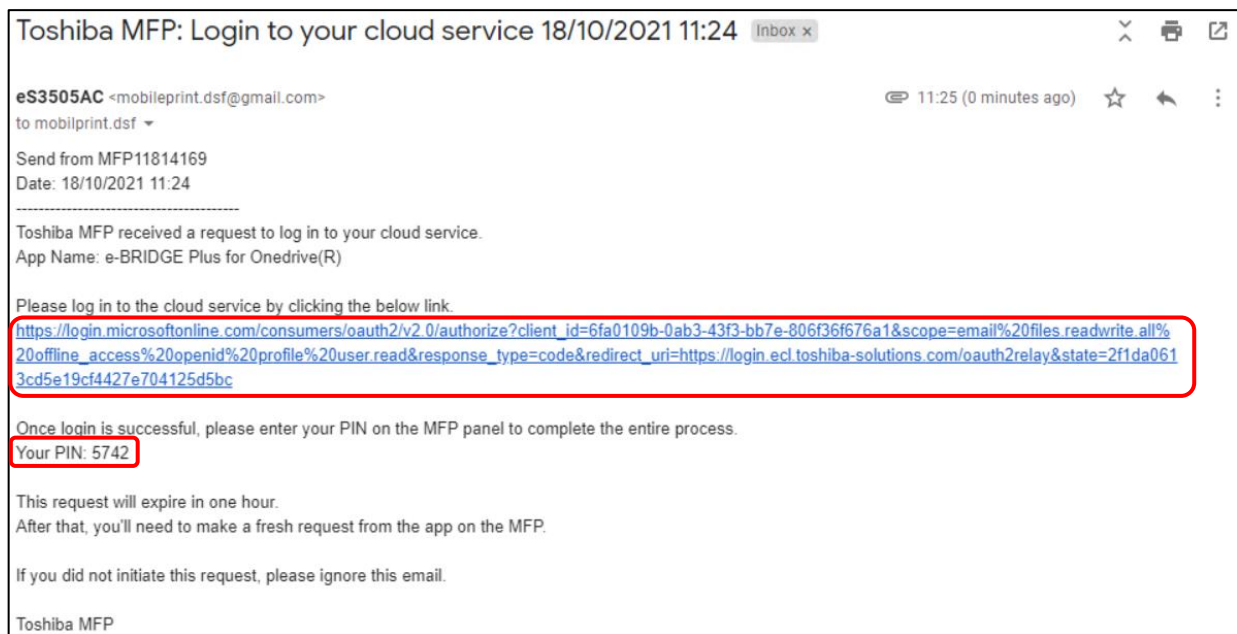 Toshiba MFP: Login to your cloud service 18/10/2021 11:24 Inbox x
eS3505AC <mobileprint.dsf@gmail.com> 11:25 (0 minutes ago)
to mobilprint.dsf
Send from MFP11814169
Date: 18/10/2021 11:24
----------------------------------------
Toshiba MFP received a request to log in to your cloud service.
App Name: e-BRIDGE Plus for Onedrive(R)
Please log in to the cloud service by clicking the below link.
https://login.microsoftonline.com/consumers/oauth2/v2.0/authorize?client_id=6fa0109b-0ab3-43f3-bb7e-806f36f676a1&scope=email%20files.readwrite.all%
20offline_access%20openid%20profile%20user.read&response_type=code&redirect_uri=https://login.ecl.toshiba-solutions.com/oauth2relay&state=2f1da061
3cd5e19cf4427e704125d5bc
Once login is successful, please enter your PIN on the MFP panel to complete the entire process.
Your PIN: 5742
This request will expire in one hour.
After that, you'll need to make a fresh request from the app on the MFP.
If you did not initiate this request, please ignore this email.
Toshiba MFP